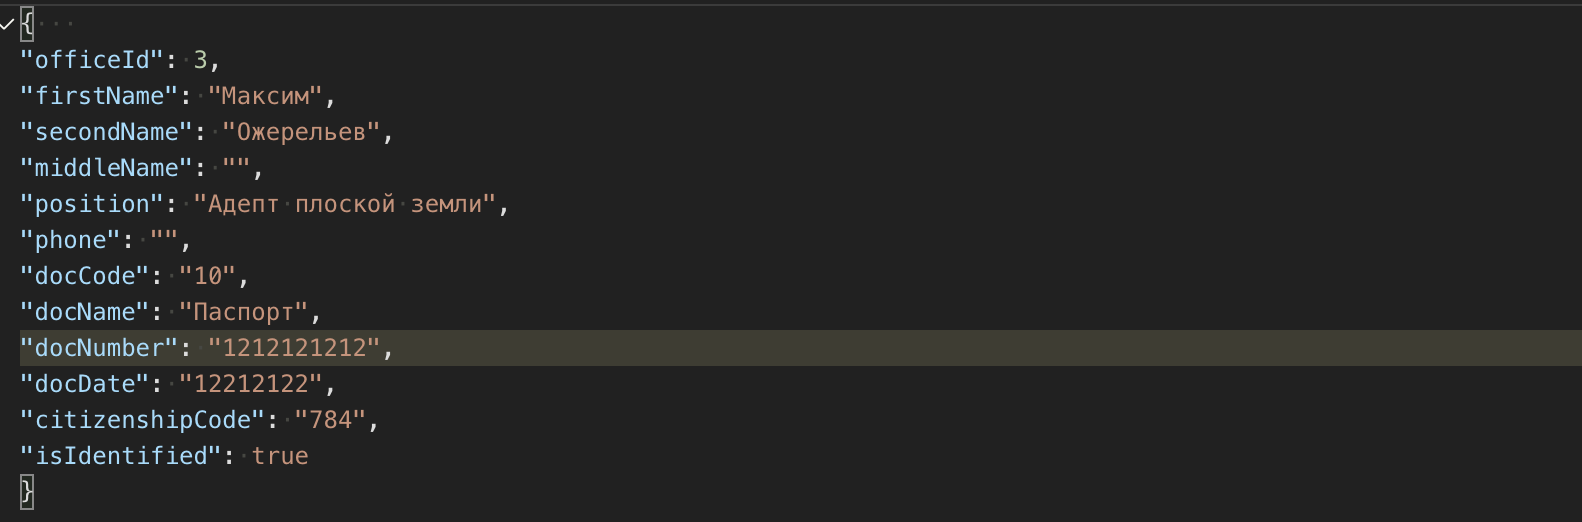 {
"officeId": 3,
"firstName": "Максим",
"secondName": "Ожерельев",
"middleName": "",
"position": "Адепт плоской земли",
"phone": "",
"docCode": "10",
"docName": "Паспорт",
"docNumber": "1212121212",
"docDate": "12212122",
"citizenshipCode": "784",
"isIdentified": true
}